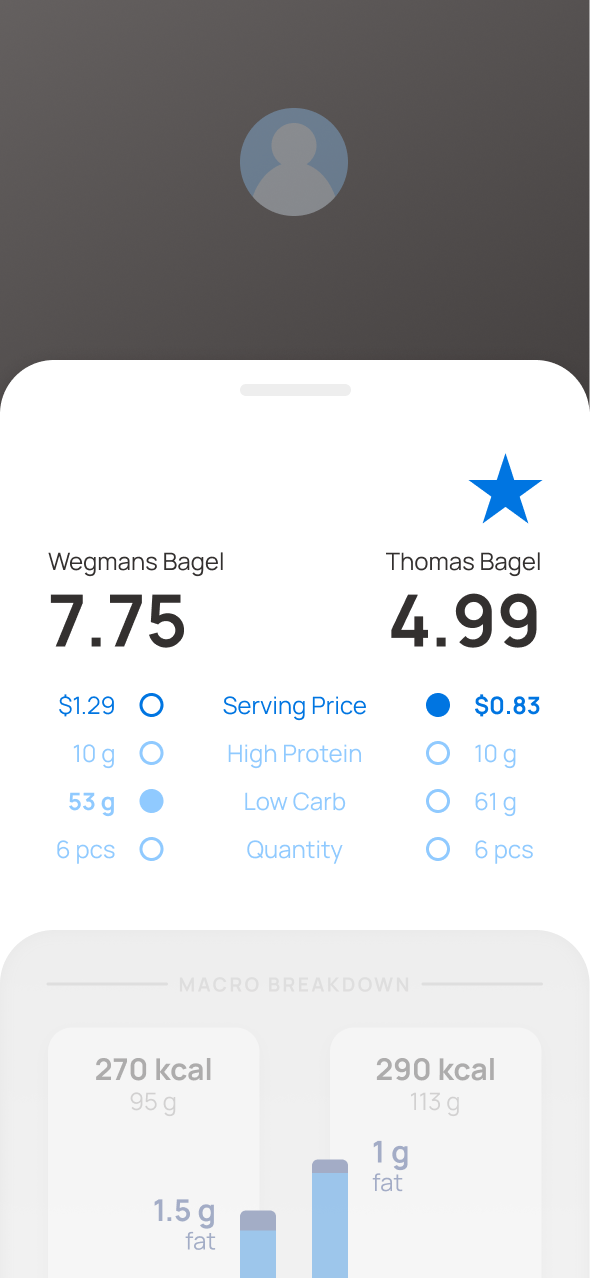 Wegmans Bagel
Thomas Bagel
7.75
4.99
$1.29 Serving Price $0.83
10 g High Protein 10 g
53 g Low Carb 61 g
6 pcs Quantity 6 pcs
MACRO BREAKDOWN
270 kcal
95 g
290 kcal
113 g
1 g
fat
1.5 g
fat